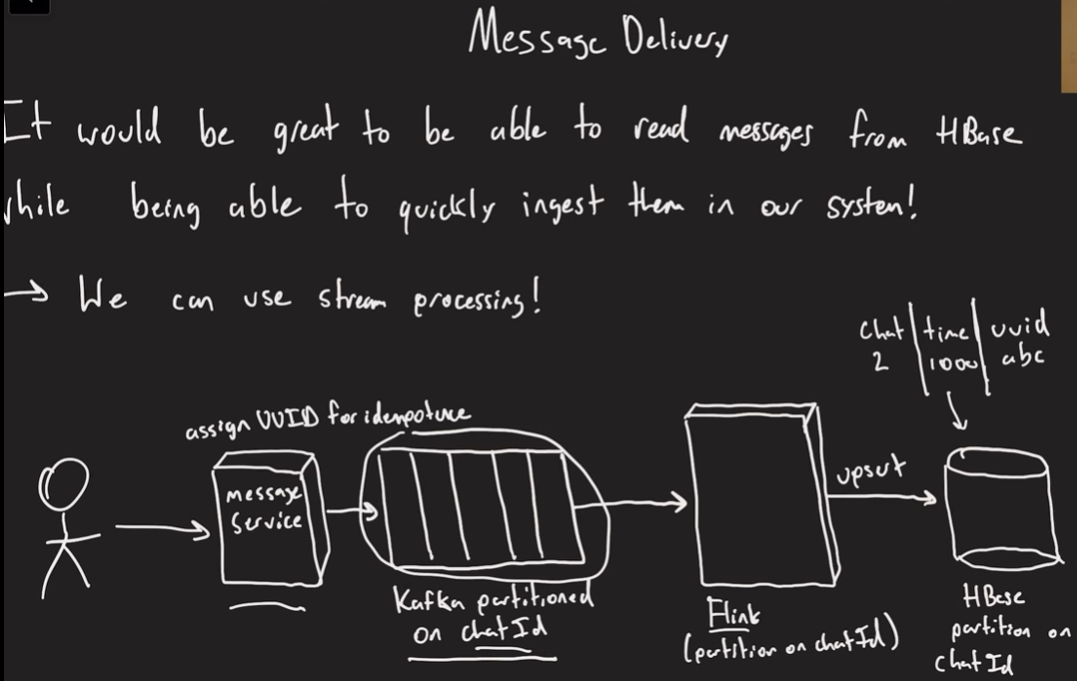 Message Delivery
It would be great to be able to read messages from HBase
while being able to quickly ingest them in our system!
→ We can use stream processing!
chat | time | uuid
2 | 1000 | abc
assign UUID for idempotence
message
Service
upsert
Kafka partitioned
on chatId
Flink
(partition on chatId)
HBase
partition on
chatId